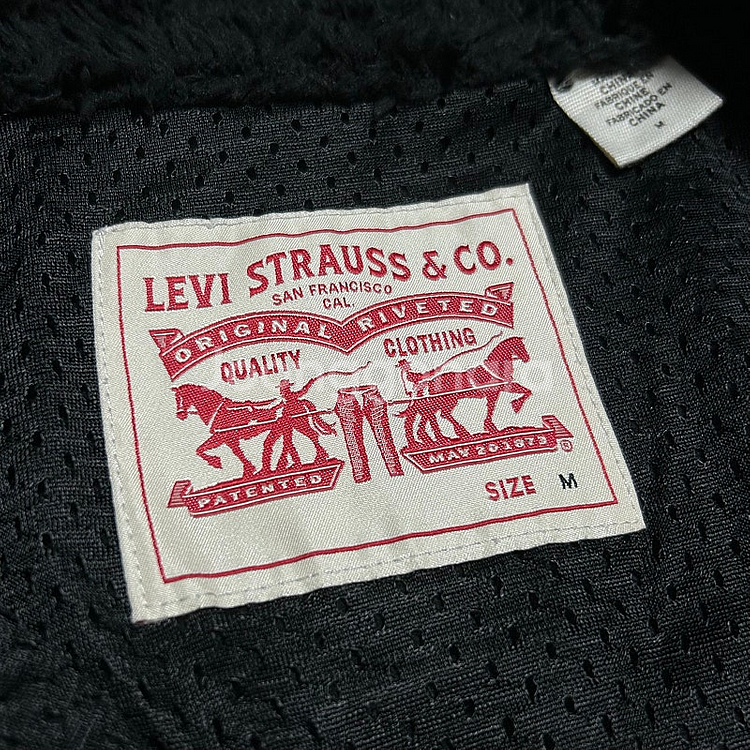 CHINA
FABRIQUE EN
CHINE
FABRICADO EN
CHINA
M
LEVI STRAUSS & CO.
SAN FRANCISCO
CAL.
ORIGINAL RIVETED
QUALITY CLOTHING
PATENTED MAY 20 1873 ®
SIZE M